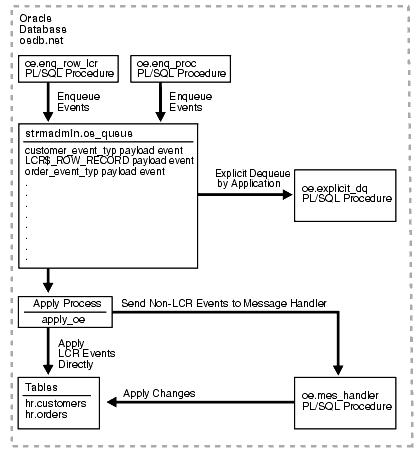 Oracle
Database
oedb.net
oe.enq_row_lcr
PL/SQL Procedure
oe.enq_proc
PL/SQL Procedure
Enqueue
Events
Enqueue
Events
strmadmin.oe_queue
customer_event_typ payload event
LCR$_ROW_RECORD payload event
order_event_typ payload event
.
.
.
.
.
.
.
.
Explicit Dequeue
by Application
oe.explicit_dq
PL/SQL Procedure
Apply Process
apply_oe
Send Non-LCR Events to Message Handler
Apply
LCR Events
Directly
Tables
hr.customers
hr.orders
Apply Changes
oe.mes_handler
PL/SQL Procedure